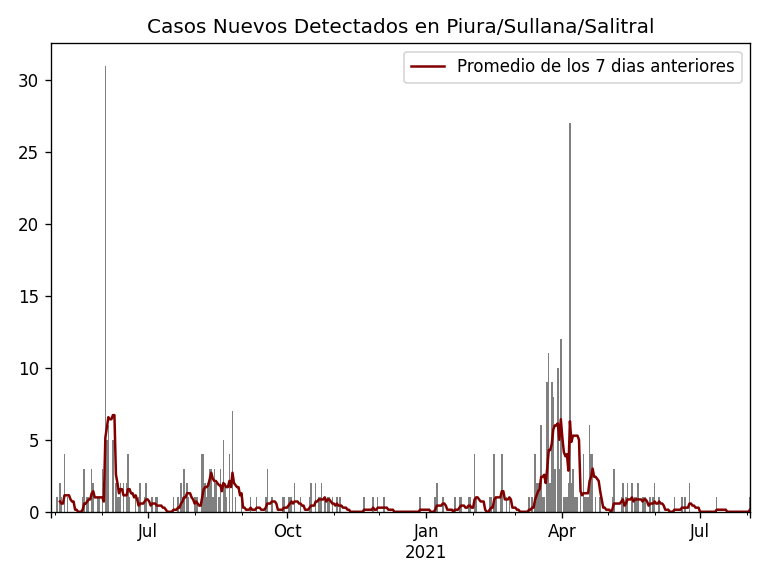 Casos Nuevos Detectados en Piura/Sullana/Salitral
Promedio de los 7 dias anteriores
30
25
20
15
10
5
0
Jul
Oct
Jan
2021
Apr
Jul